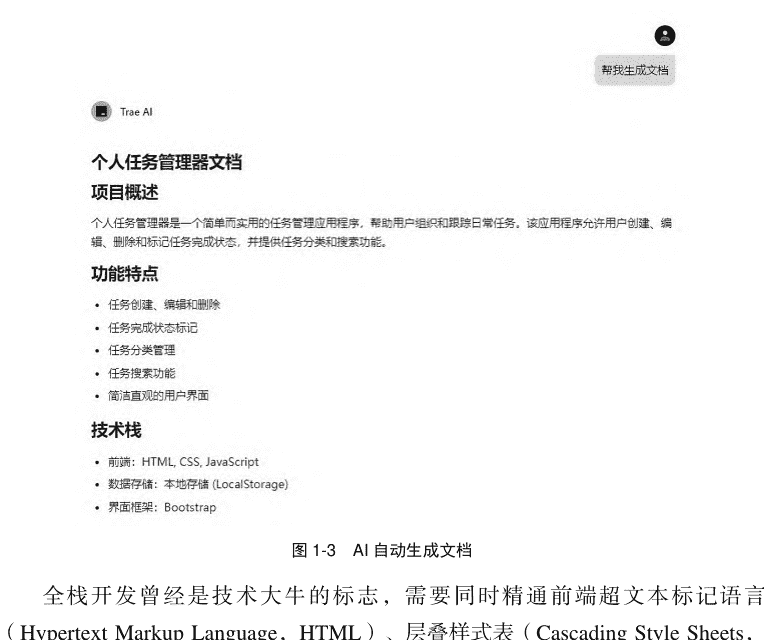 帮我生成文档
Trae AI
个人任务管理器文档
项目概述
个人任务管理器是一个简单而实用的任务管理应用程序，帮助用户组织和跟踪日常任务。该应用程序允许用户创建、编
辑、删除和标记任务完成状态，并提供任务分类和搜索功能。
功能特点
• 任务创建、编辑和删除
• 任务完成状态标记
• 任务分类管理
• 任务搜索功能
• 简洁直观的用户界面
技术栈
• 前端：HTML, CSS, JavaScript
• 数据存储：本地存储 (LocalStorage)
• 界面框架：Bootstrap
图 1-3 AI 自动生成文档
全栈开发曾经是技术大牛的标志，需要同时精通前端超文本标记语言
（Hypertext Markup Language，HTML）、层叠样式表（Cascading Style Sheets，